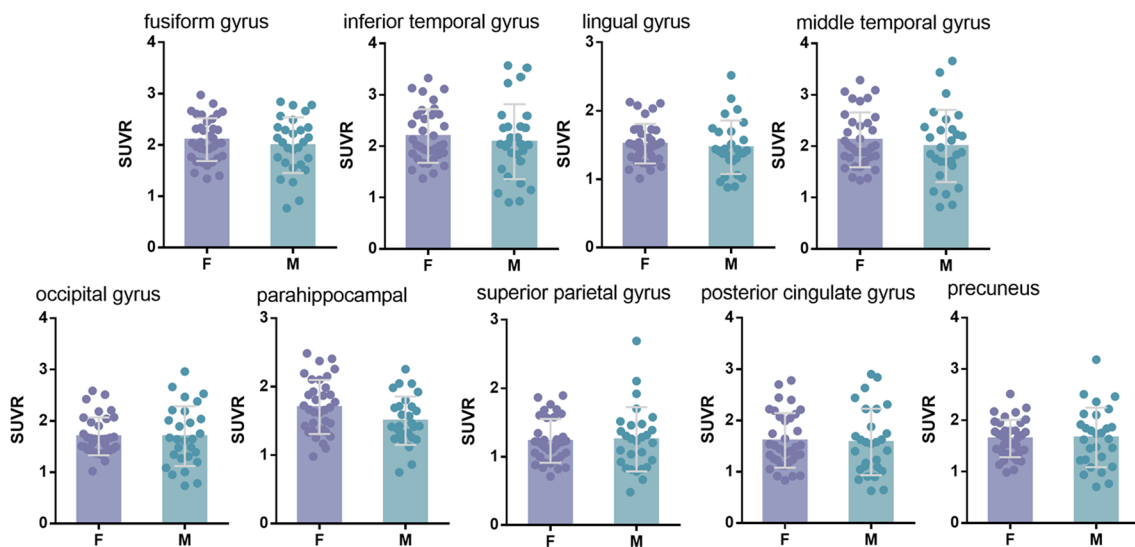 fusiform gyrus
inferior temporal gyrus
lingual gyrus
middle temporal gyrus
SUVR
4
3
2
1
0
F
M
SUVR
4
3
2
1
0
F
M
SUVR
3
2
1
0
F
M
SUVR
4
3
2
1
0
F
M
occipital gyrus
parahippocampal
superior parietal gyrus
posterior cingulate gyrus
precuneus
SUVR
4
3
2
1
0
F
M
SUVR
3
2
1
0
F
M
SUVR
3
2
1
0
F
M
SUVR
4
3
2
1
0
F
M
SUVR
4
3
2
1
0
F
M